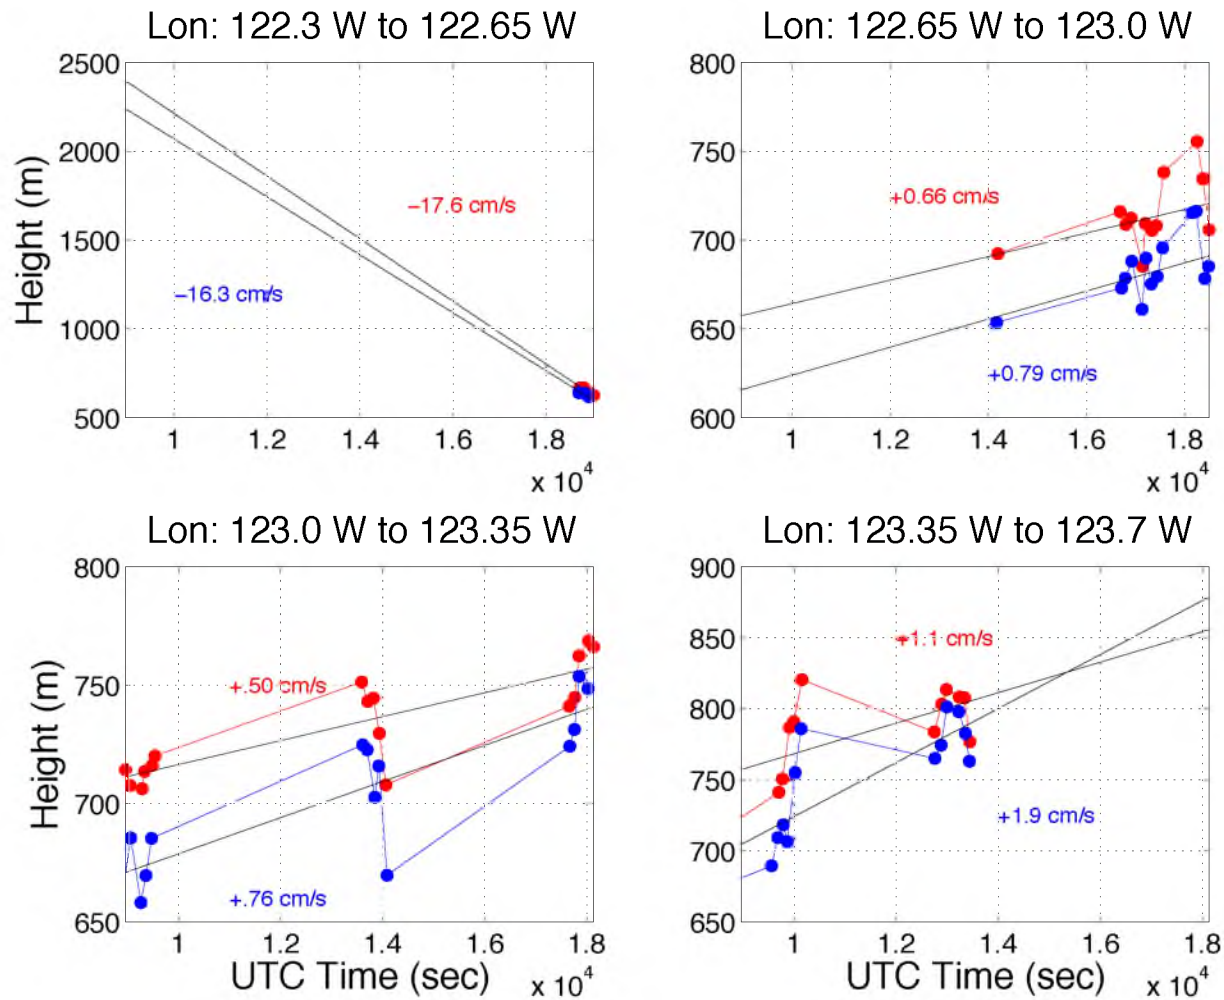 Lon: 122.3 W to 122.65 W
2500
2000
1500
1000
500
Height (m)
−17.6 cm/s
−16.3 cm/s
1 1.2 1.4 1.6 1.8
x 10^4
Lon: 122.65 W to 123.0 W
800
750
700
650
600
+0.66 cm/s
+0.79 cm/s
1 1.2 1.4 1.6 1.8
x 10^4
Lon: 123.0 W to 123.35 W
800
750
700
650
Height (m)
+.50 cm/s
+.76 cm/s
1 1.2 1.4 1.6 1.8
UTC Time (sec) x 10^4
Lon: 123.35 W to 123.7 W
900
850
800
750
700
650
+1.1 cm/s
+1.9 cm/s
1 1.2 1.4 1.6 1.8
UTC Time (sec) x 10^4